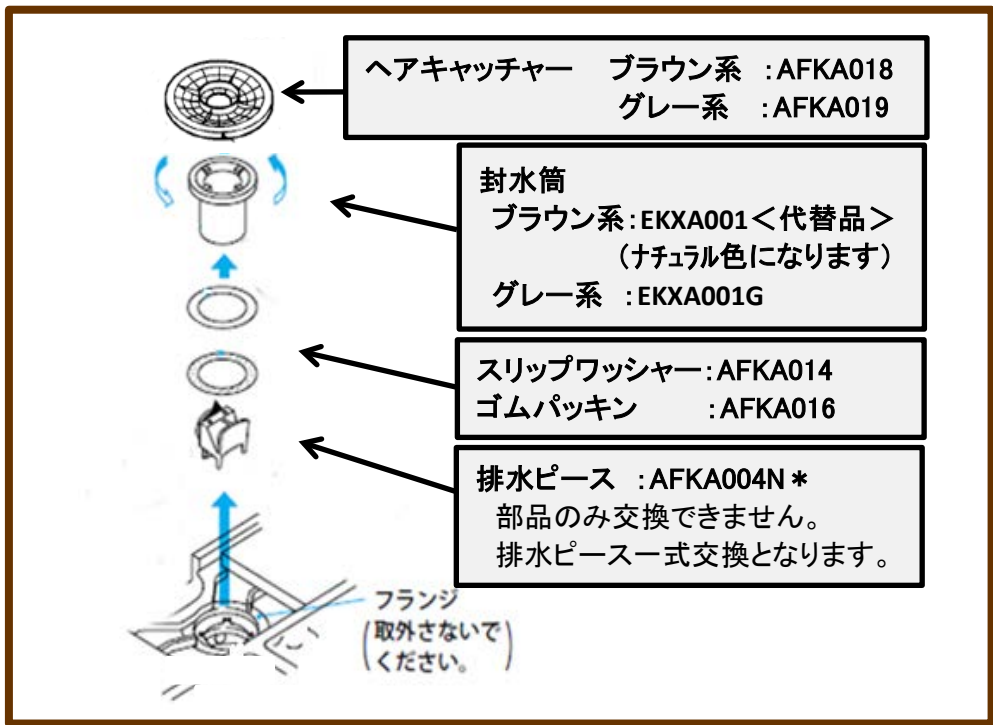 ヘアキャッチャー ブラウン系 :AFKA018
グレー系 :AFKA019
封水筒
ブラウン系:EKXA001<代替品>
(ナチュラル色になります)
グレー系 :EKXA001G
スリップワッシャー:AFKA014
ゴムパッキン :AFKA016
排水ピース :AFKA004N*
部品のみ交換できません。
排水ピース一式交換となります。
フランジ
(取外さないで
ください。)